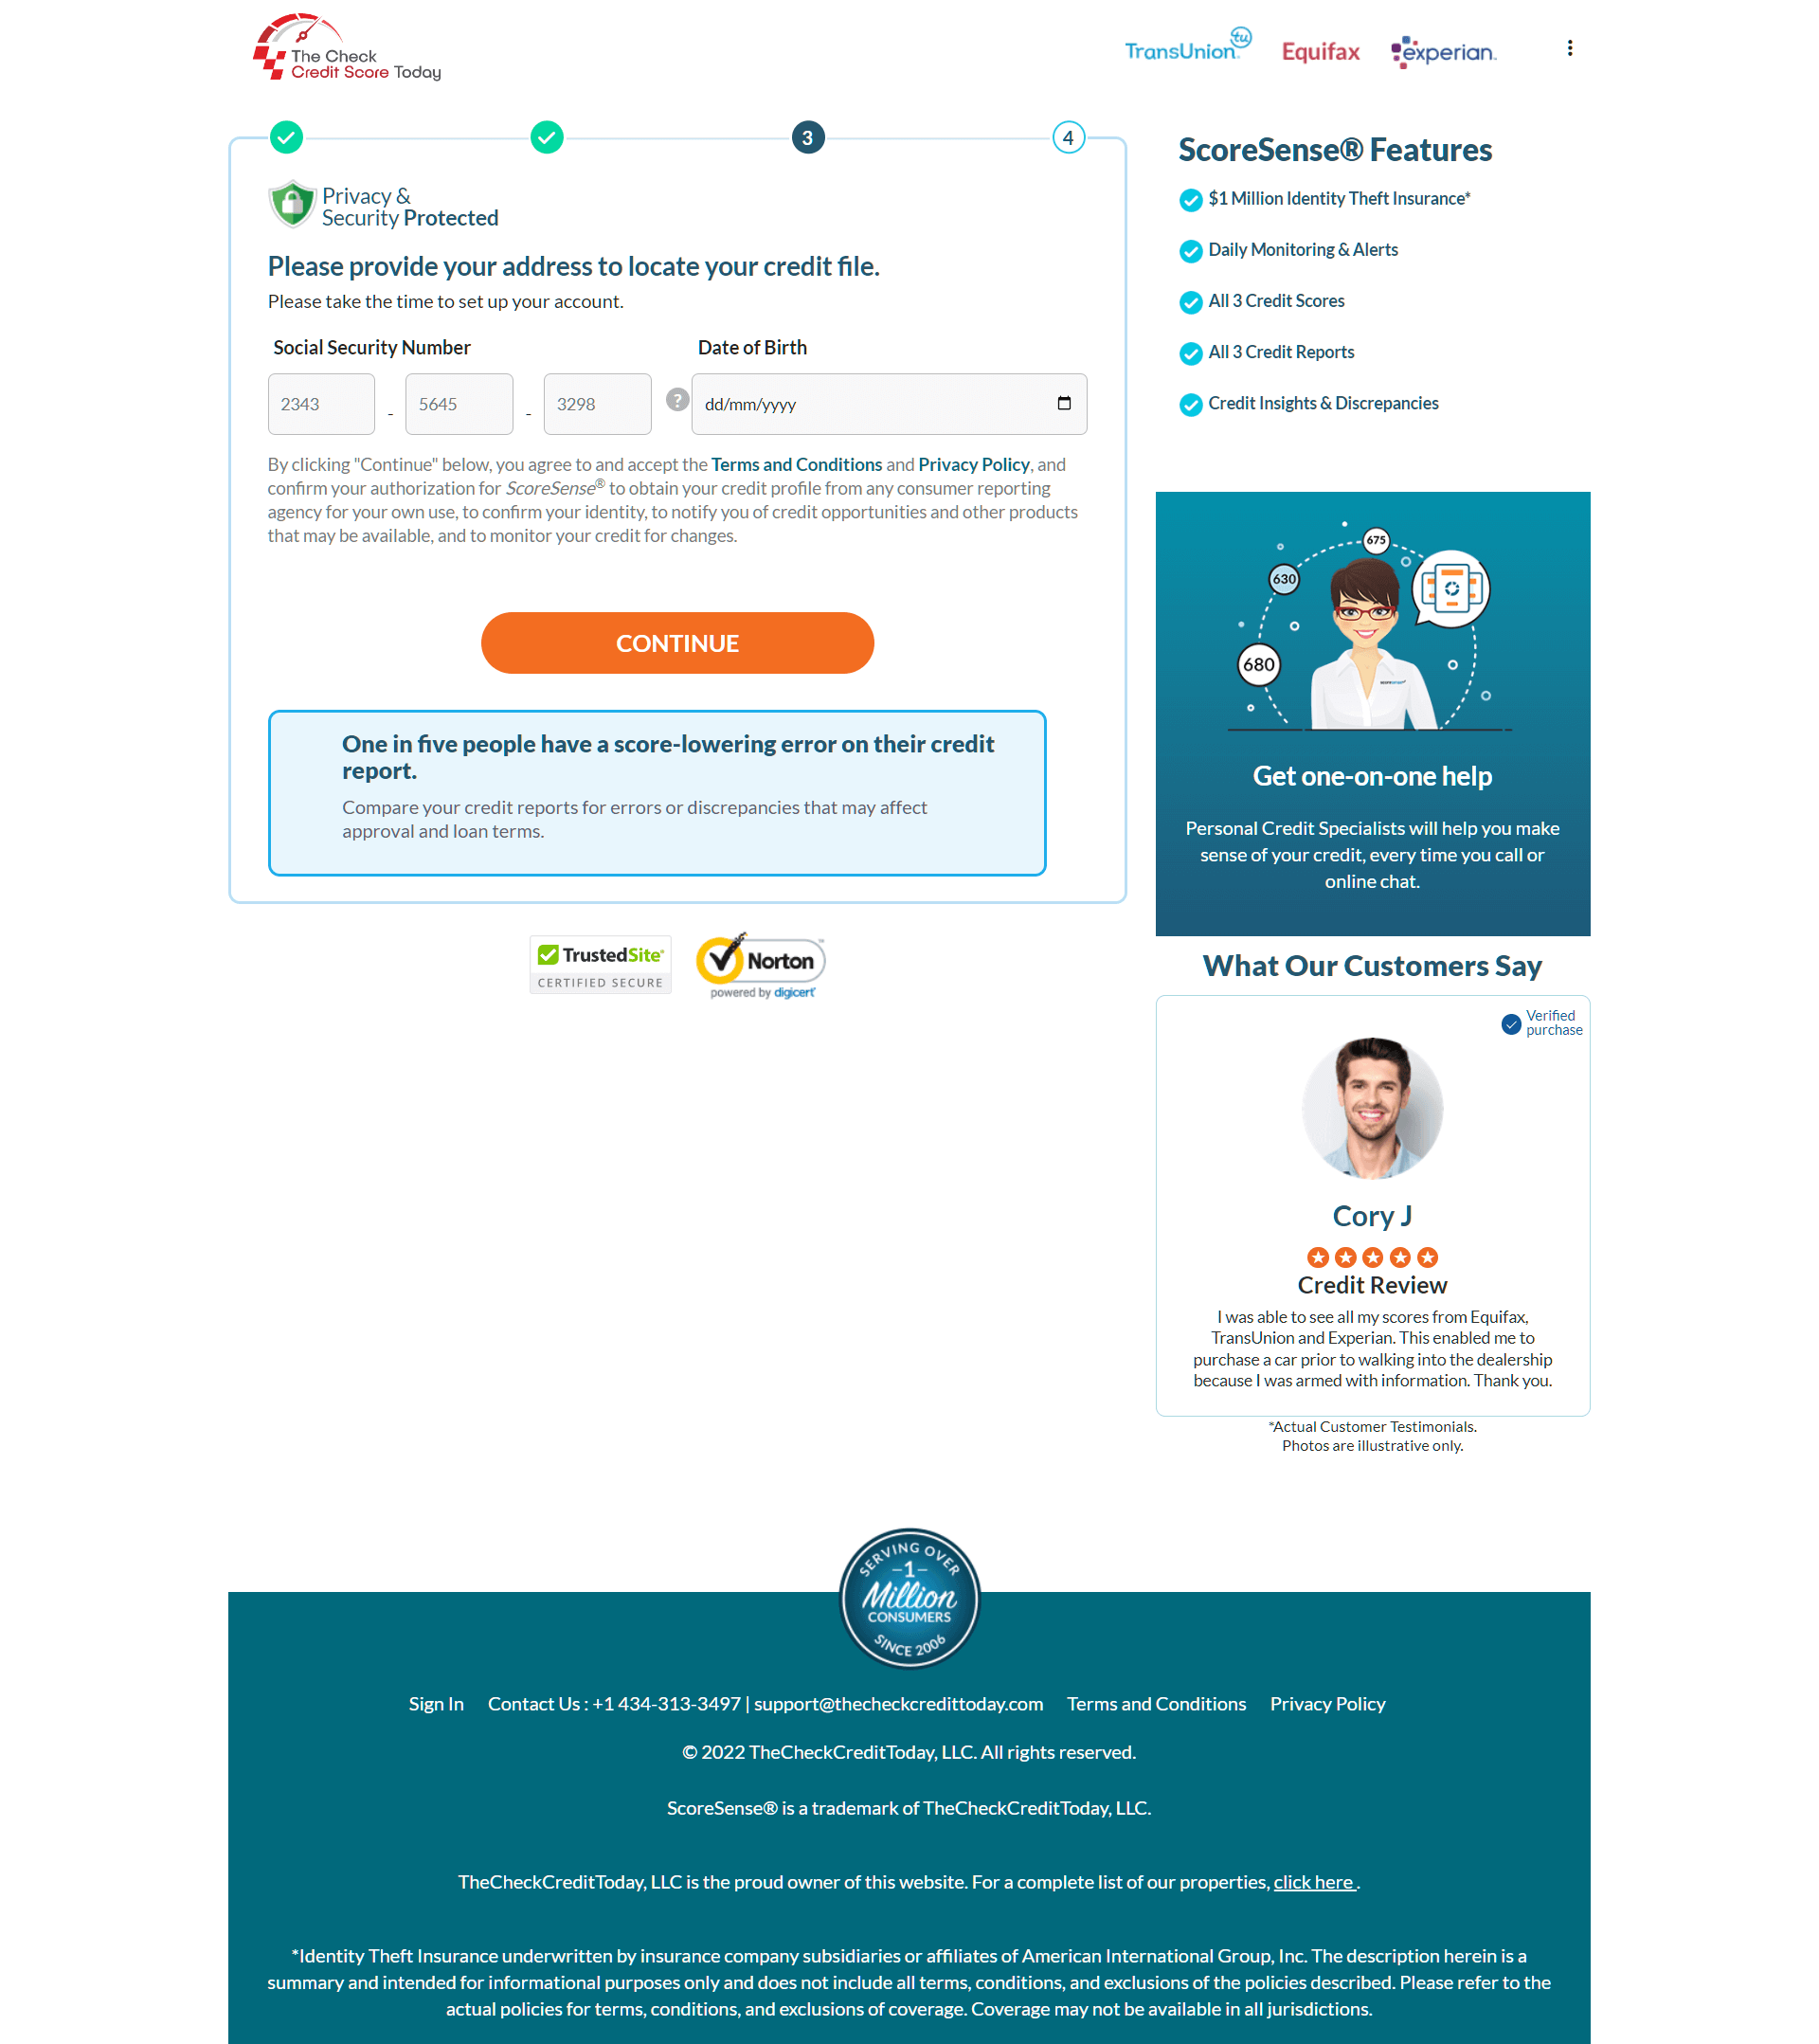 The Check
Credit Score Today
TransUnion
tu
Equifax
experian.
3
4
Privacy &
Security Protected
Please provide your address to locate your credit file.
Please take the time to set up your account.
Social Security Number
Date of Birth
2343 - 5645 - 3298
?
dd/mm/yyyy
By clicking "Continue" below, you agree to and accept the Terms and Conditions and Privacy Policy, and
confirm your authorization for ScoreSense® to obtain your credit profile from any consumer reporting
agency for your own use, to confirm your identity, to notify you of credit opportunities and other products
that may be available, and to monitor your credit for changes.
CONTINUE
One in five people have a score-lowering error on their credit
report.
Compare your credit reports for errors or discrepancies that may affect
approval and loan terms.
TrustedSite
CERTIFIED SECURE
Norton
powered by digicert
ScoreSense® Features
$1 Million Identity Theft Insurance*
Daily Monitoring & Alerts
All 3 Credit Scores
All 3 Credit Reports
Credit Insights & Discrepancies
675
630
680
scoresense
Get one-on-one help
Personal Credit Specialists will help you make
sense of your credit, every time you call or
online chat.
What Our Customers Say
Verified
purchase
Cory J
Credit Review
I was able to see all my scores from Equifax,
TransUnion and Experian. This enabled me to
purchase a car prior to walking into the dealership
because I was armed with information. Thank you.
*Actual Customer Testimonials.
Photos are illustrative only.
SERVING OVER
-1-
Million
CONSUMERS
SINCE 2006
Sign In
Contact Us : +1 434-313-3497 | support@thecheckcredittoday.com
Terms and Conditions
Privacy Policy
© 2022 TheCheckCreditToday, LLC. All rights reserved.
ScoreSense® is a trademark of TheCheckCreditToday, LLC.
TheCheckCreditToday, LLC is the proud owner of this website. For a complete list of our properties, click here .
*Identity Theft Insurance underwritten by insurance company subsidiaries or affiliates of American International Group, Inc. The description herein is a
summary and intended for informational purposes only and does not include all terms, conditions, and exclusions of the policies described. Please refer to the
actual policies for terms, conditions, and exclusions of coverage. Coverage may not be available in all jurisdictions.